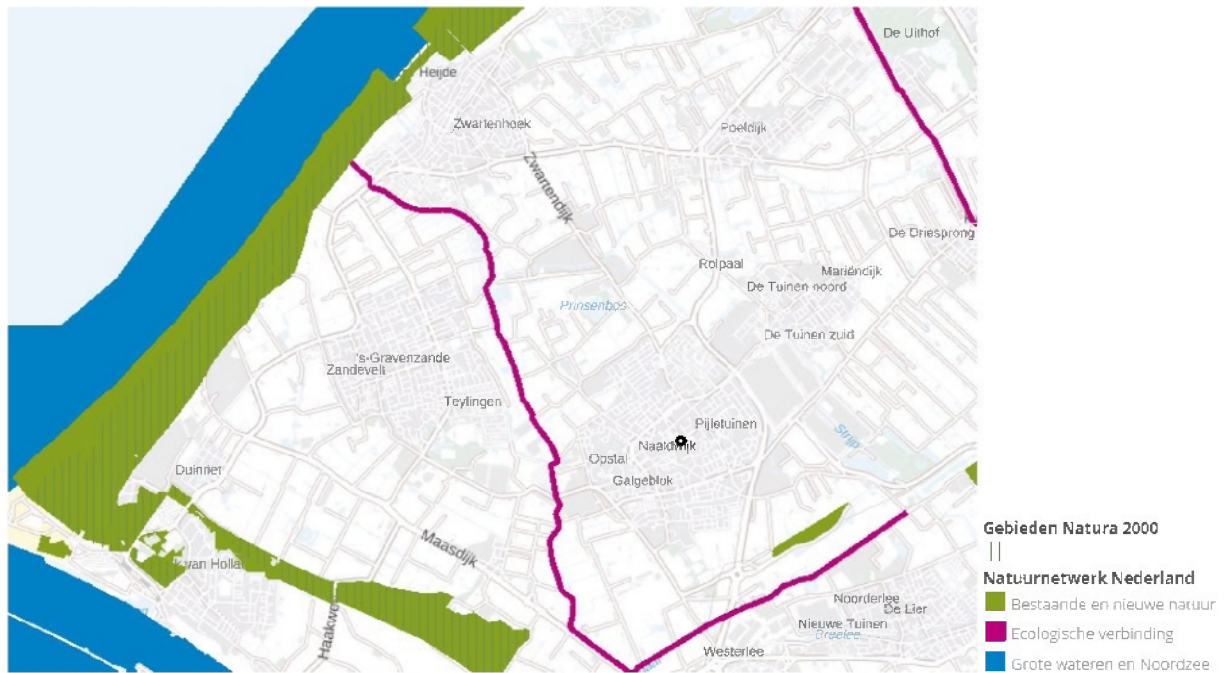 De Uithof
Heijde
Zwartenhoek
Poeldijk
Zwartendijk
De Driesprong
Rolpaal
Mariëndijk
De Tuinen noord
Prinsenbos
De Tuinen zuid
's-Gravenzande
Zandevelt
Teylingen
Pijletuinen
Strijp
Naaldwijk
Opstal
Duinriet
Galgeblok
Gebieden Natura 2000
Maasdijk
Natuurnetwerk Nederland
Noorderlee
Bestaande en nieuwe natuur
De Lier
Nieuwe Tuinen
Ecologische verbinding
Westerlee
Grote wateren en Noordzee